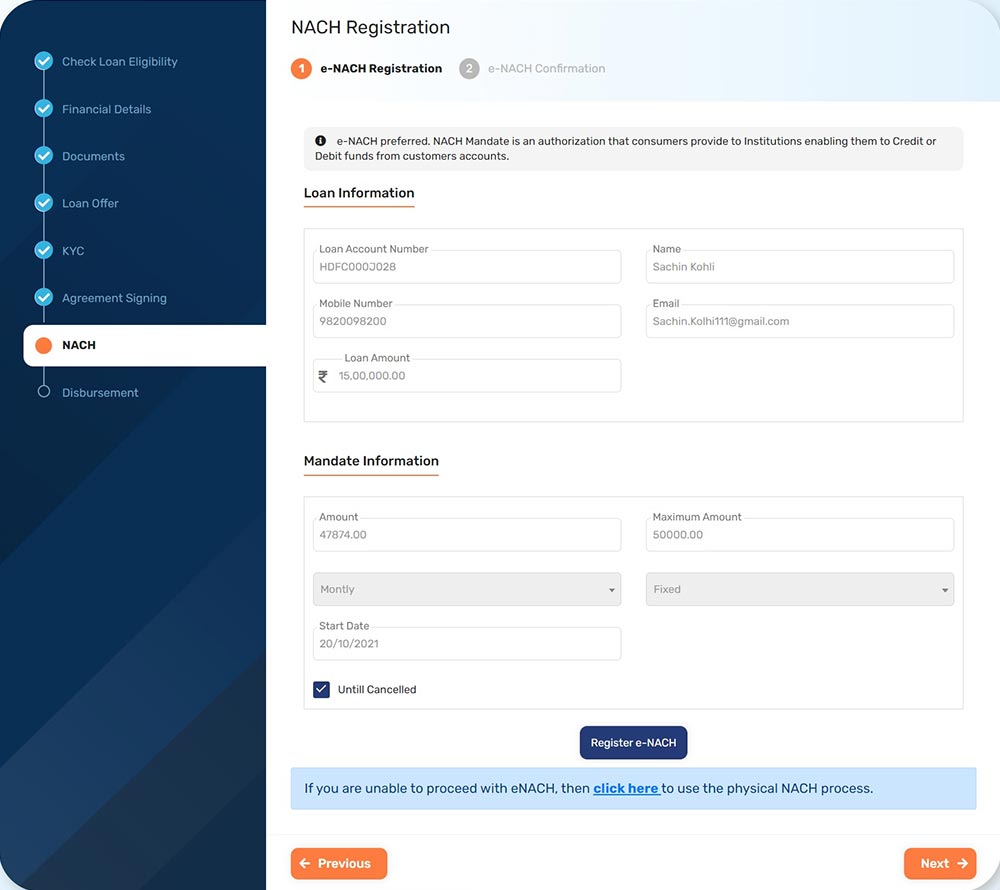 Check Loan Eligibility
Financial Details
Documents
Loan Offer
KYC
Agreement Signing
NACH
Disbursement
NACH Registration
1 e-NACH Registration 2 e-NACH Confirmation
e-NACH preferred. NACH Mandate is an authorization that consumers provide to Institutions enabling them to Credit or
Debit funds from customers accounts.
Loan Information
Loan Account Number
HDFC000J028
Name
Sachin Kohli
Mobile Number
9820098200
Email
Sachin.Kolhi111@gmail.com
Loan Amount
₹ 15,00,000.00
Mandate Information
Amount
47874.00
Maximum Amount
50000.00
Montly
Fixed
Start Date
20/10/2021
Untill Cancelled
Register e-NACH
If you are unable to proceed with eNACH, then click here to use the physical NACH process.
Previous
Next